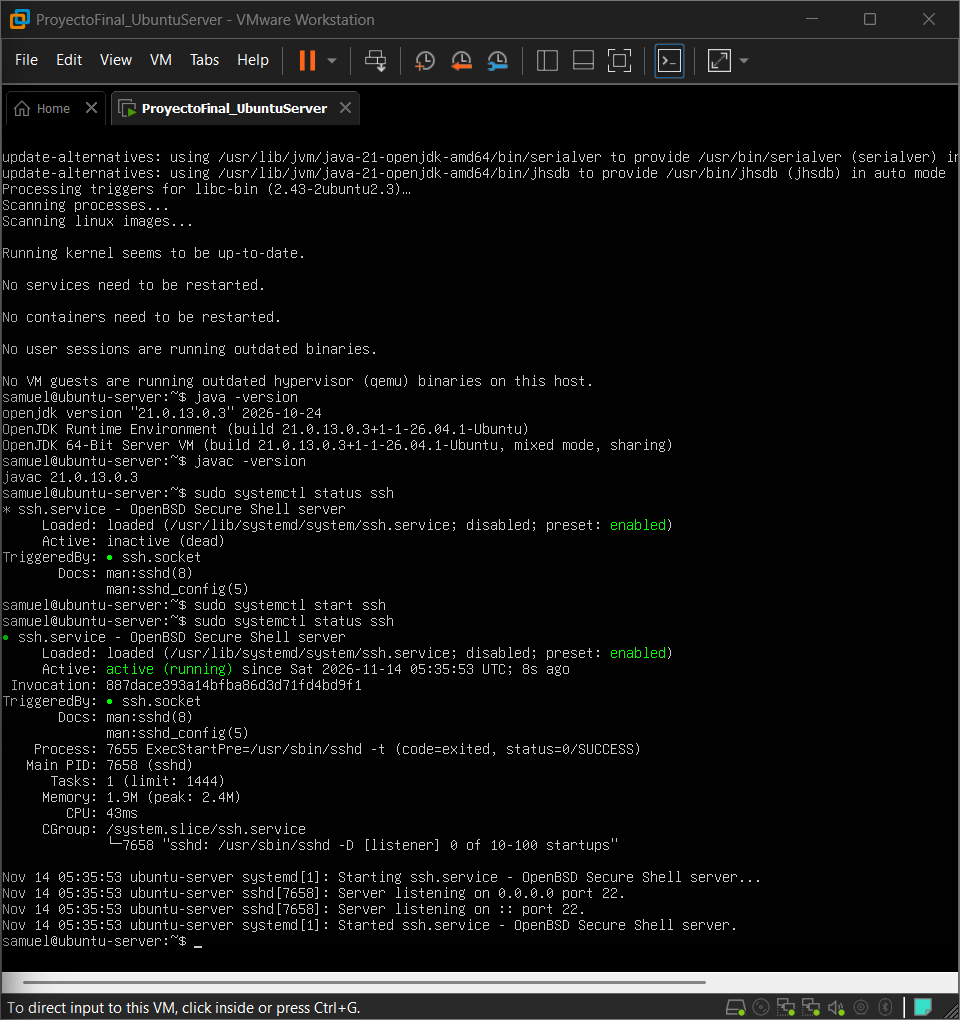 ProyectoFinal_UbuntuServer - VMware Workstation
File Edit View VM Tabs Help
Home ProyectoFinal_UbuntuServer
update-alternatives: using /usr/lib/jvm/java-21-openjdk-amd64/bin/serialver to provide /usr/bin/serialver (serialver) in
update-alternatives: using /usr/lib/jvm/java-21-openjdk-amd64/bin/jhsdb to provide /usr/bin/jhsdb (jhsdb) in auto mode
Processing triggers for libc-bin (2.43-2ubuntu2.3)…
Scanning processes...
Scanning linux images...
Running kernel seems to be up-to-date.
No services need to be restarted.
No containers need to be restarted.
No user sessions are running outdated binaries.
No VM guests are running outdated hypervisor (qemu) binaries on this host.
samuel@ubuntu-server:~$ java -version
openjdk version "21.0.13.0.3" 2026-10-24
OpenJDK Runtime Environment (build 21.0.13.0.3+1-1-26.04.1-Ubuntu)
OpenJDK 64-Bit Server VM (build 21.0.13.0.3+1-1-26.04.1-Ubuntu, mixed mode, sharing)
samuel@ubuntu-server:~$ javac -version
javac 21.0.13.0.3
samuel@ubuntu-server:~$ sudo systemctl status ssh
* ssh.service - OpenBSD Secure Shell server
Loaded: loaded (/usr/lib/systemd/system/ssh.service; disabled; preset: enabled)
Active: inactive (dead)
TriggeredBy: ● ssh.socket
Docs: man:sshd(8)
man:sshd_config(5)
samuel@ubuntu-server:~$ sudo systemctl start ssh
samuel@ubuntu-server:~$ sudo systemctl status ssh
● ssh.service - OpenBSD Secure Shell server
Loaded: loaded (/usr/lib/systemd/system/ssh.service; disabled; preset: enabled)
Active: active (running) since Sat 2026-11-14 05:35:53 UTC; 8s ago
Invocation: 887dace393a14bfba86d3d71fd4bd9f1
TriggeredBy: ● ssh.socket
Docs: man:sshd(8)
man:sshd_config(5)
Process: 7655 ExecStartPre=/usr/sbin/sshd -t (code=exited, status=0/SUCCESS)
Main PID: 7658 (sshd)
Tasks: 1 (limit: 1444)
Memory: 1.9M (peak: 2.4M)
CPU: 43ms
CGroup: /system.slice/ssh.service
└─7658 "sshd: /usr/sbin/sshd -D [listener] 0 of 10-100 startups"
Nov 14 05:35:53 ubuntu-server systemd[1]: Starting ssh.service - OpenBSD Secure Shell server...
Nov 14 05:35:53 ubuntu-server sshd[7658]: Server listening on 0.0.0.0 port 22.
Nov 14 05:35:53 ubuntu-server sshd[7658]: Server listening on :: port 22.
Nov 14 05:35:53 ubuntu-server systemd[1]: Started ssh.service - OpenBSD Secure Shell server.
samuel@ubuntu-server:~$ _
To direct input to this VM, click inside or press Ctrl+G.